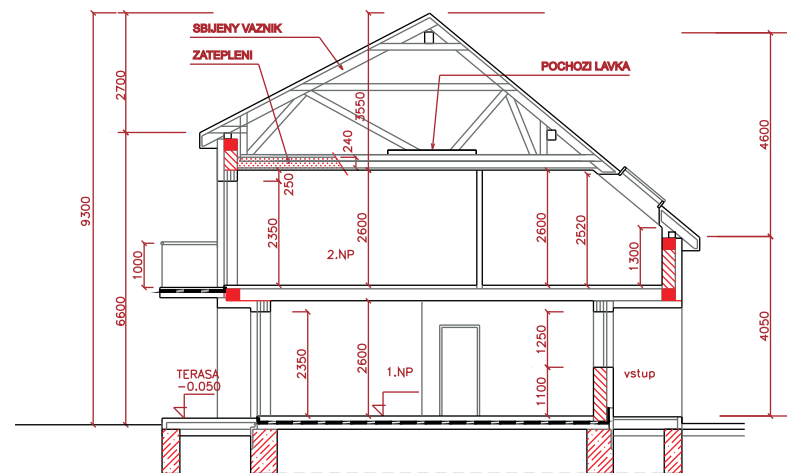 SBIJENY VAZNIK
ZATEPLENI
POCHOZI LAVKA
2700
3550
240
4600
250
9300
2350
2600
2600
2520
2.NP
1300
1000
6600
4050
2350
2600
1250
1.NP
1100
TERASA
-0.050
vstup